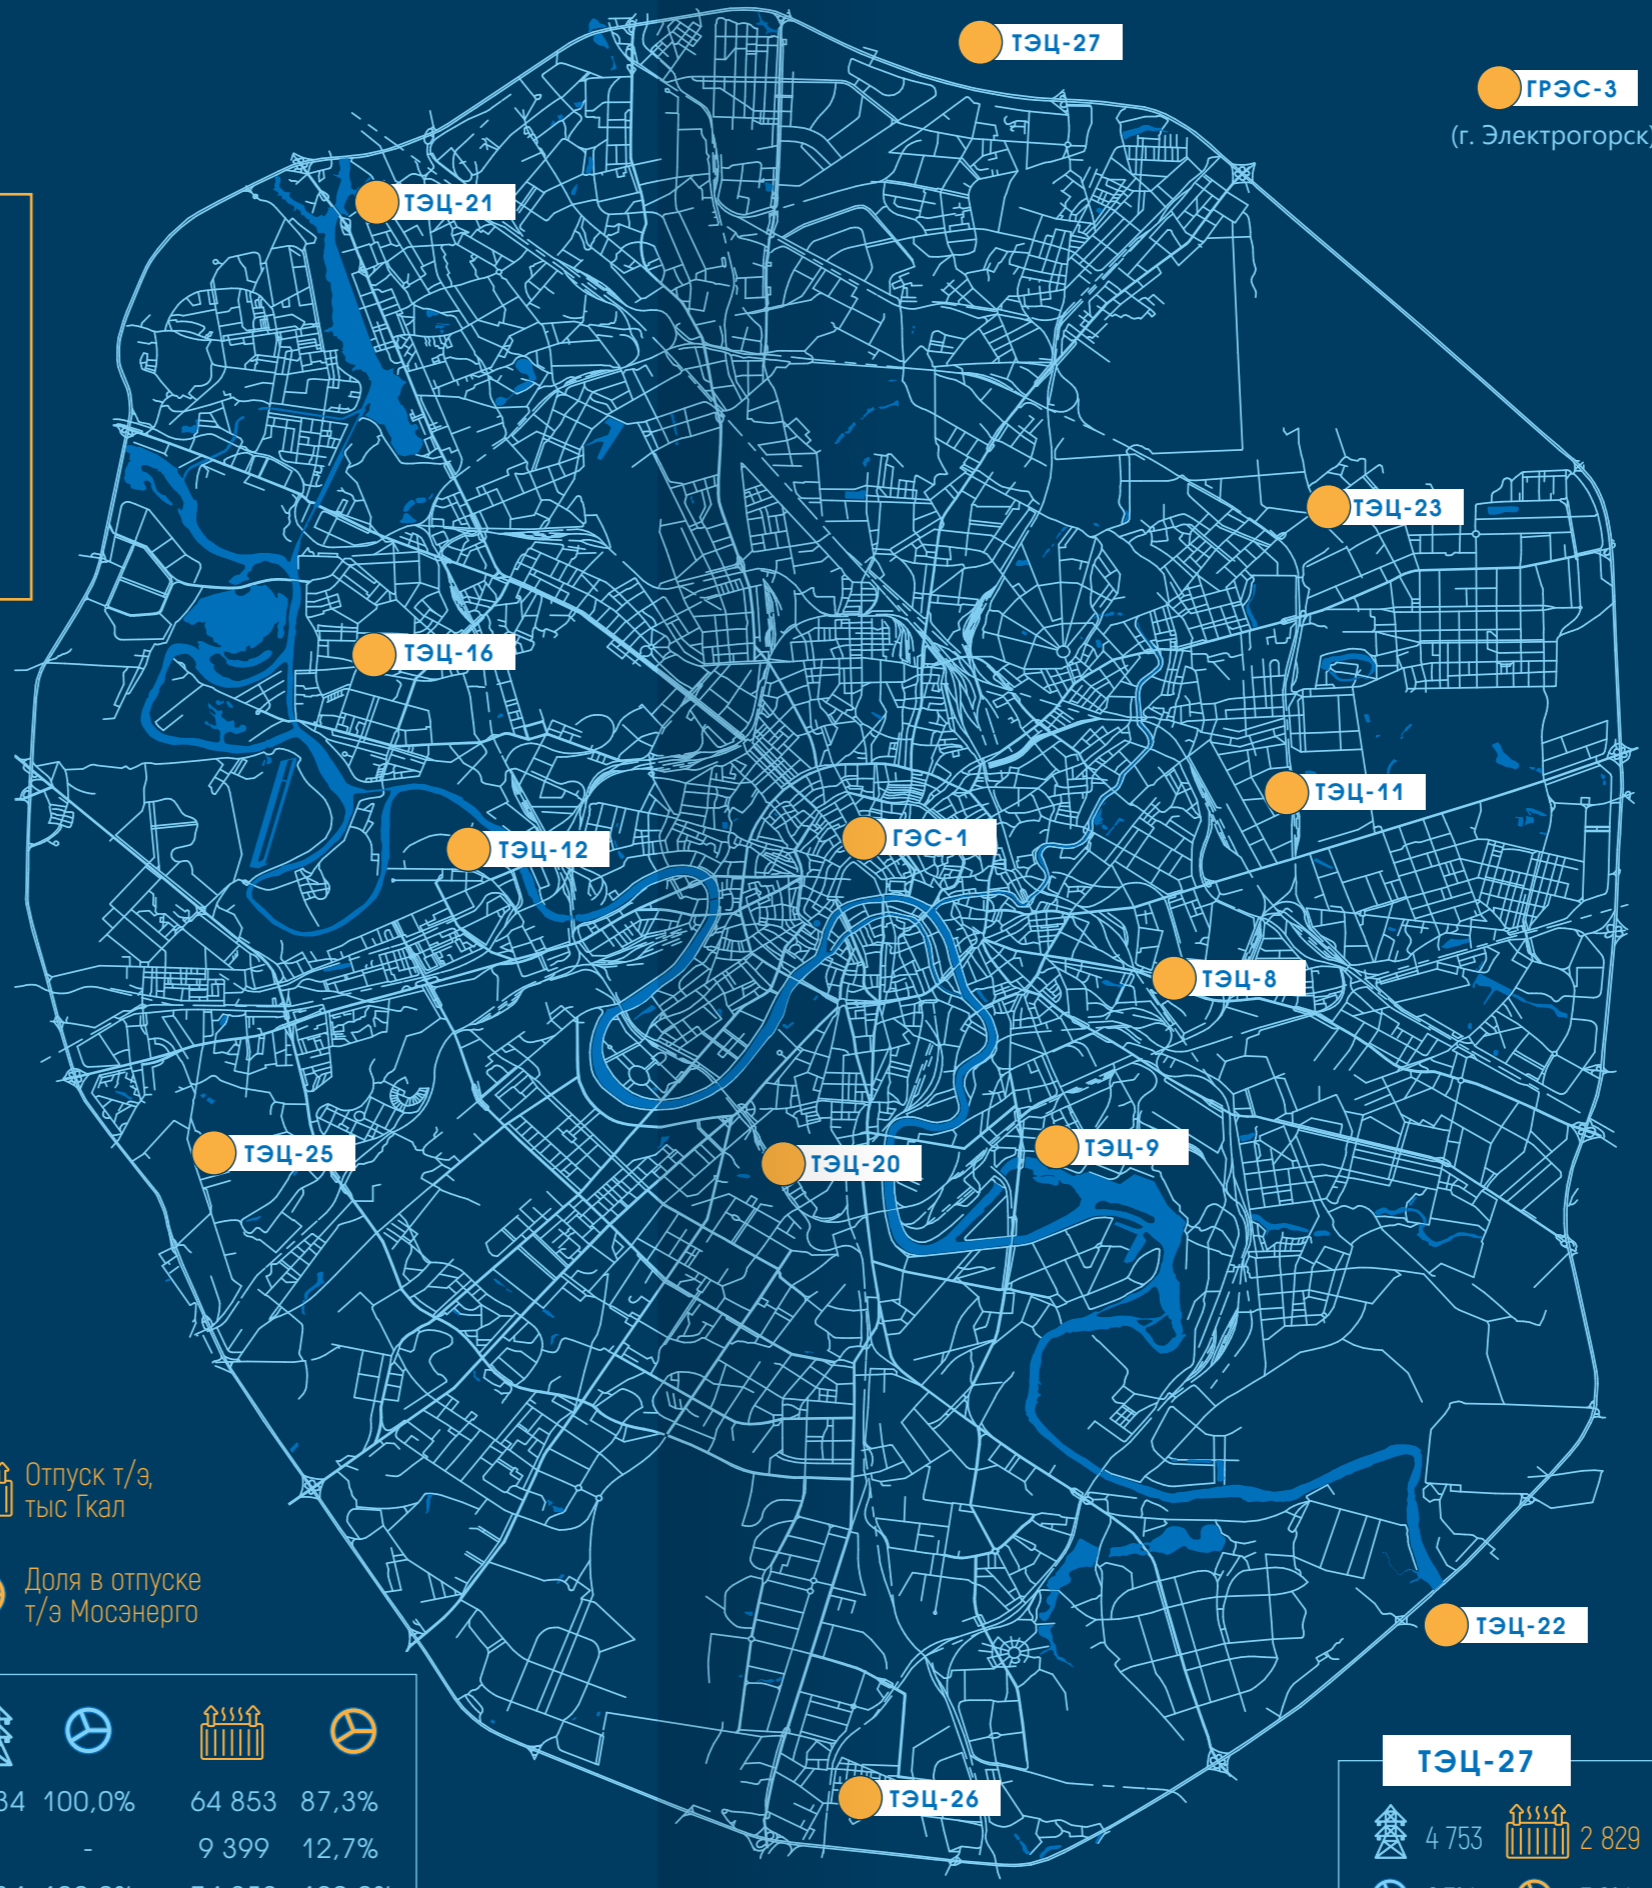 ТЭЦ-27
ГРЭС-3
(г. Электрогорск)
ТЭЦ-21
ТЭЦ-23
ТЭЦ-16
ТЭЦ-11
ГЭС-1
ТЭЦ-12
ТЭЦ-8
ТЭЦ-25
ТЭЦ-20
ТЭЦ-9
Отпуск т/э,
тыс Гкал
Доля в отпуске
т/э Мосэнерго
ТЭЦ-22
ТЭЦ-26
34 100,0% 64 853 87,3%
- 9 399 12,7%
ТЭЦ-27
4 753 2 829